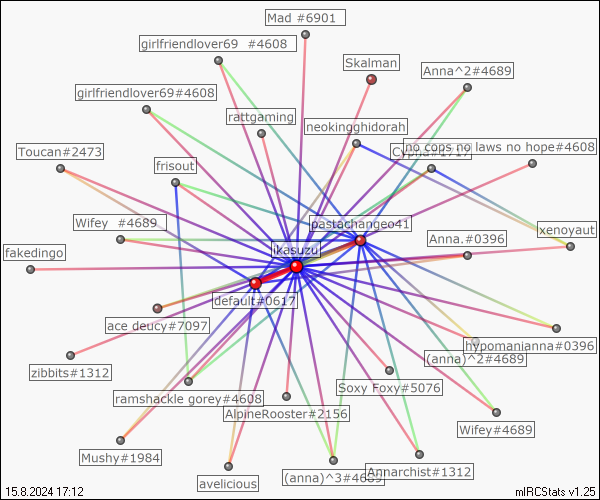 Mad #6901
girlfriendlover69 #4608
Skalman
Anna^2#4689
girlfriendlover69#4608
rattgaming
neokingghidorah
no cops no laws no hope#4608
Toucan#2473
frisout
Wifey #4689
pastachangeo41
xenoyaut
ikasuzu
Anna.#0396
fakedingo
default#0617
ace deucy#7097
hypomanianna#0396
(anna)^2#4689
zibbits#1312
Soxy Foxy#5076
ramshackle gorey#4608
AlpineRooster#2156
Wifey#4689
Mushy#1984
Annarchist#1312
(anna)^3#4689
avelicious
15.8.2024 17:12
mIRCStats v1.25